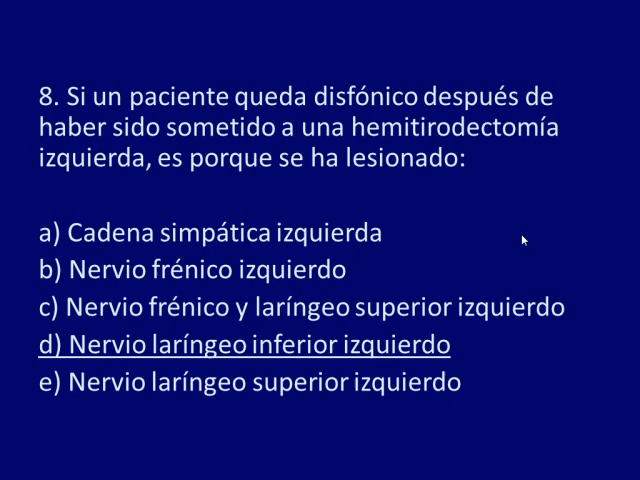 8. Si un paciente queda disfónico después de
haber sido sometido a una hemitirodectomía
izquierda, es porque se ha lesionado:
a) Cadena simpática izquierda
b) Nervio frénico izquierdo
c) Nervio frénico y laríngeo superior izquierdo
d) Nervio laríngeo inferior izquierdo
e) Nervio laríngeo superior izquierdo